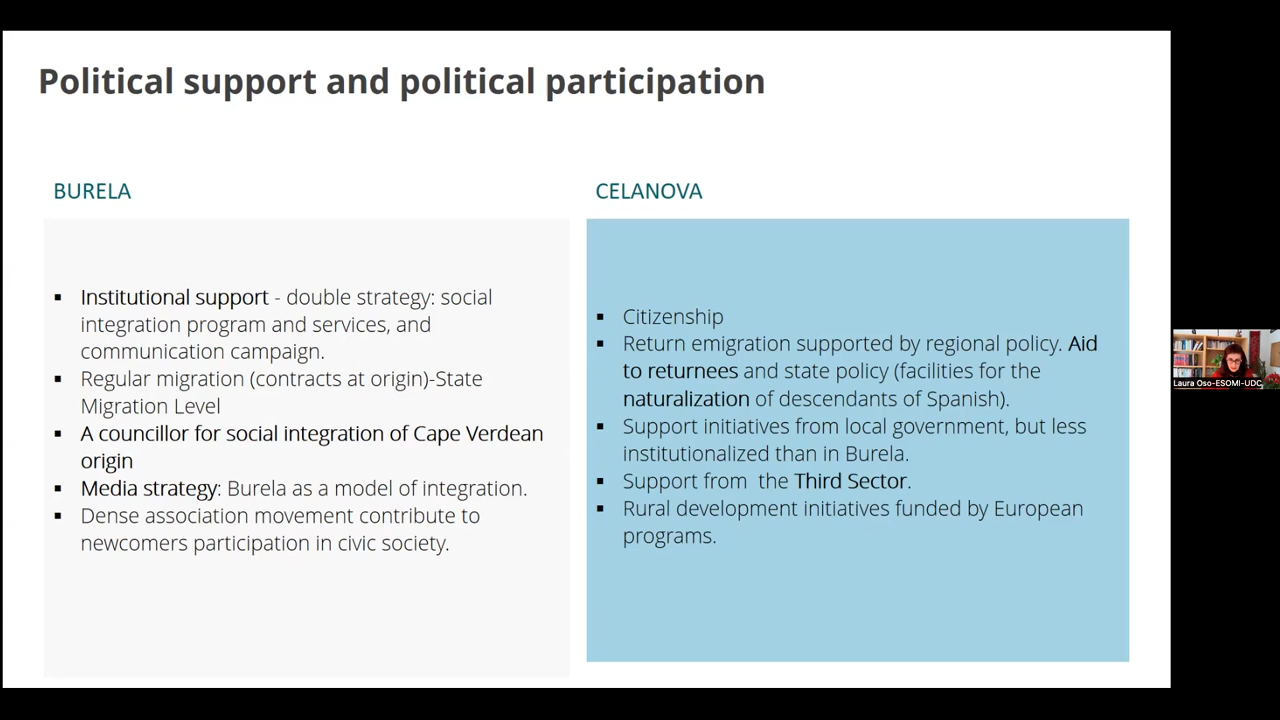 Political support and political participation
BURELA
▪ Institutional support - double strategy: social
integration program and services, and
communication campaign.
▪ Regular migration (contracts at origin)-State
Migration Level
▪ A councillor for social integration of Cape Verdean
origin
▪ Media strategy: Burela as a model of integration.
▪ Dense association movement contribute to
newcomers participation in civic society.
CELANOVA
▪ Citizenship
▪ Return emigration supported by regional policy. Aid
to returnees and state policy (facilities for the
naturalization of descendants of Spanish).
▪ Support initiatives from local government, but less
institutionalized than in Burela.
▪ Support from  the Third Sector.
▪ Rural development initiatives funded by European
programs.
Laura Oso-ESOMI-UDC